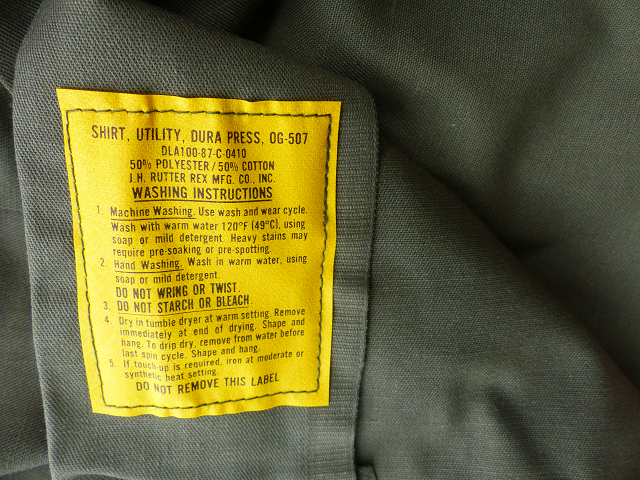 SHIRT, UTILITY, DURA PRESS, OG-507
DLA100-87-C-0410
50% POLYESTER/50% COTTON
J.H. RUTTER REX MFG. CO., INC.
WASHING INSTRUCTIONS
1. Machine Washing. Use wash and wear cycle.
Wash with warm water 120°F (49°C), using
soap or mild detergent. Heavy stains may
require pre-soaking or pre-spotting.
2. Hand Washing. Wash in warm water, using
soap or mild detergent.
DO NOT WRING OR TWIST.
3. DO NOT STARCH OR BLEACH.
4. Dry in tumble dryer at warm setting. Remove
immediately at end of drying. Shape and
hang. To drip dry, remove from water before
last spin cycle. Shape and hang.
5. If touch-up is required, iron at moderate or
synthetic heat setting.
DO NOT REMOVE THIS LABEL